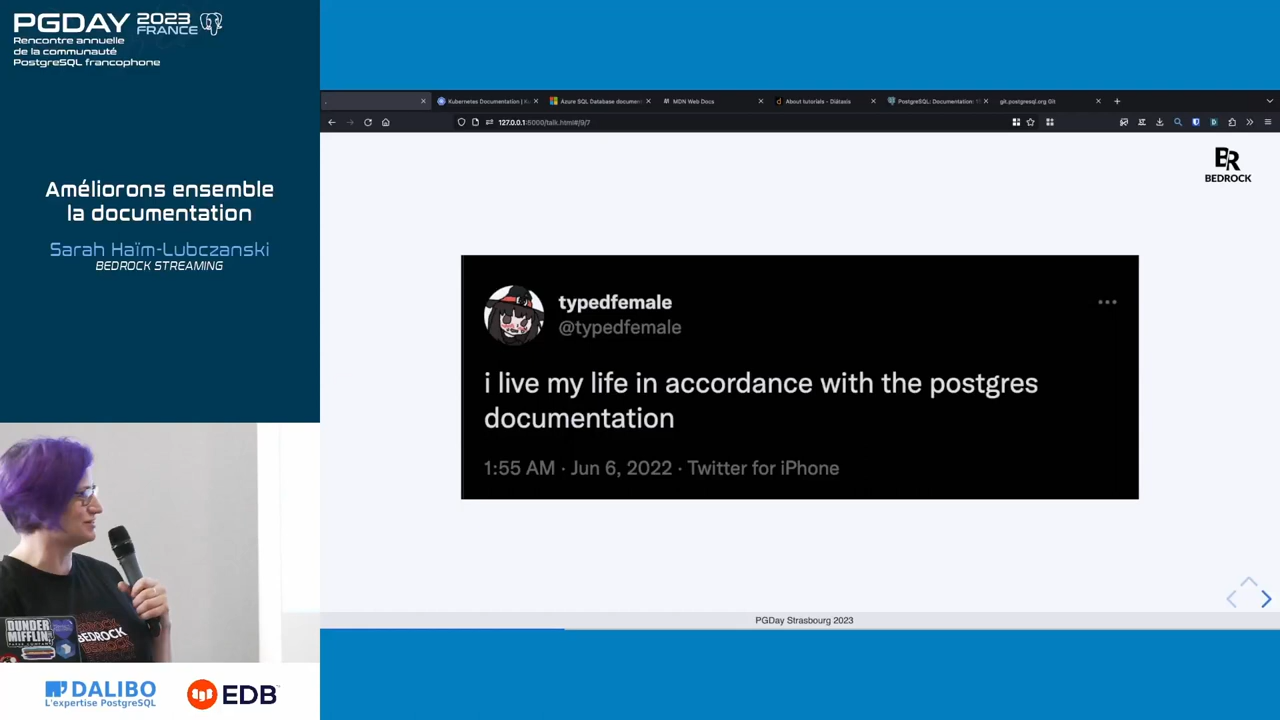 PGDAY 2023 FRANCE
Rencontre annuelle
de la communauté
PostgreSQL francophone
Améliorons ensemble
la documentation
Sarah Haïm-Lubczanski
BEDROCK STREAMING
Kubernetes Documentation | K
Azure SQL Database documen
MDN Web Docs
About tutorials - Diátaxis
PostgreSQL: Documentation:
git.postgresql.org Git
127.0.0.1:5000/talk.html#/9/7
BR
BEDROCK
typedfemale
@typedfemale
i live my life in accordance with the postgres
documentation
1:55 AM · Jun 6, 2022 · Twitter for iPhone
PGDay Strasbourg 2023
DUNDER
MIFFLIN
BEDROCK
DALIBO
L'expertise PostgreSQL
EDB